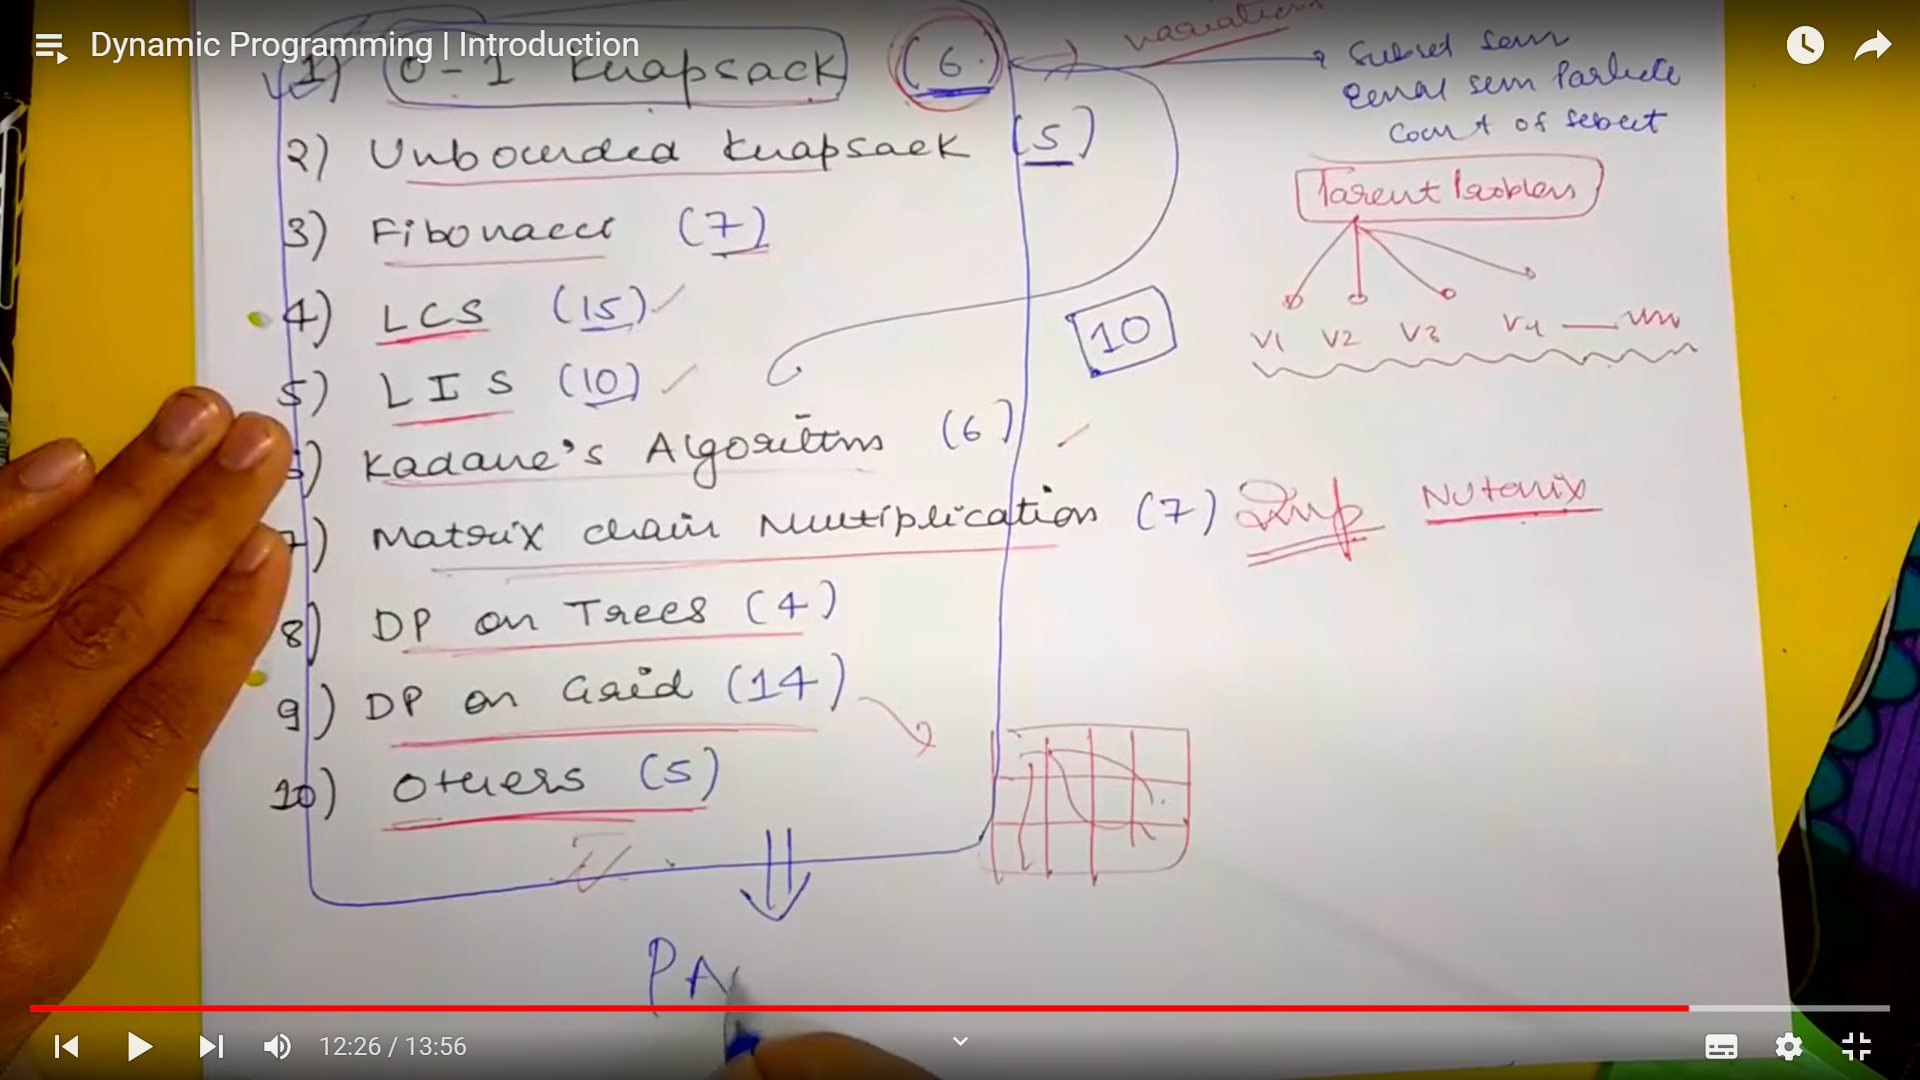 Dynamic Programming | Introduction
variation
1) 0-1 Knapsack (6)
Subset sum
Equal sum Partition
Count of subset
2) Unbounded Knapsack (5)
Parent Problem
3) Fibonacci (7)
4) LCS (15)
10
V1 V2 V3 V4
5) LIS (10)
6) Kadane's Algorithm (6)
7) Matrix chain Multiplication (7) Imp Nutanix
8) DP on Trees (4)
9) DP on Grid (14)
10) Others (5)
PA
12:26 / 13:56